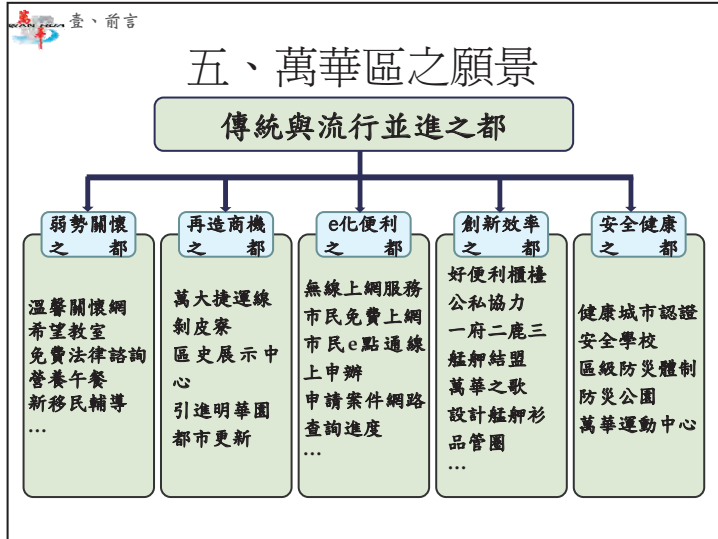 萬
WAN HUA
華
壹、前言
五、萬華區之願景
傳統與流行並進之都
弱勢關懷
之都
溫馨關懷網
希望教室
免費法律諮詢
營養午餐
新移民輔導
…
再造商機
之都
萬大捷運線
剝皮寮
區史展示中
心
引進明華園
都市更新
e化便利
之都
無線上網服務
市民免費上網
市民e點通線
上申辦
申請案件網路
查詢進度
…
創新效率
之都
好便利櫃檯
公私協力
一府二鹿三
艋舺結盟
萬華之歌
設計艋舺衫
品管圈
…
安全健康
之都
健康城市認證
安全學校
區級防災體制
防災公園
萬華運動中心